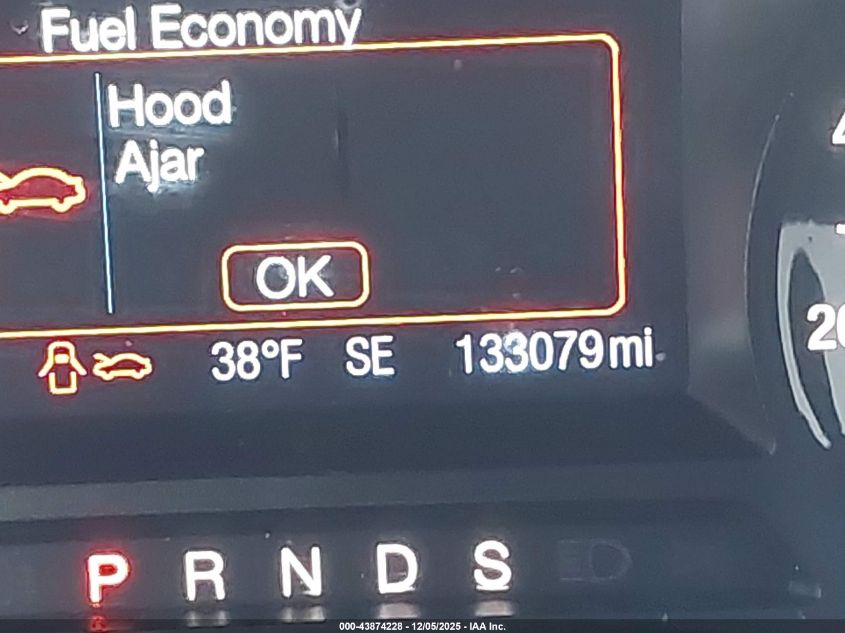 Fuel Economy
Hood
Ajar
OK
38°F SE 133079mi
P R N D S
000-43874228 - 12/05/2025 - IAA Inc.